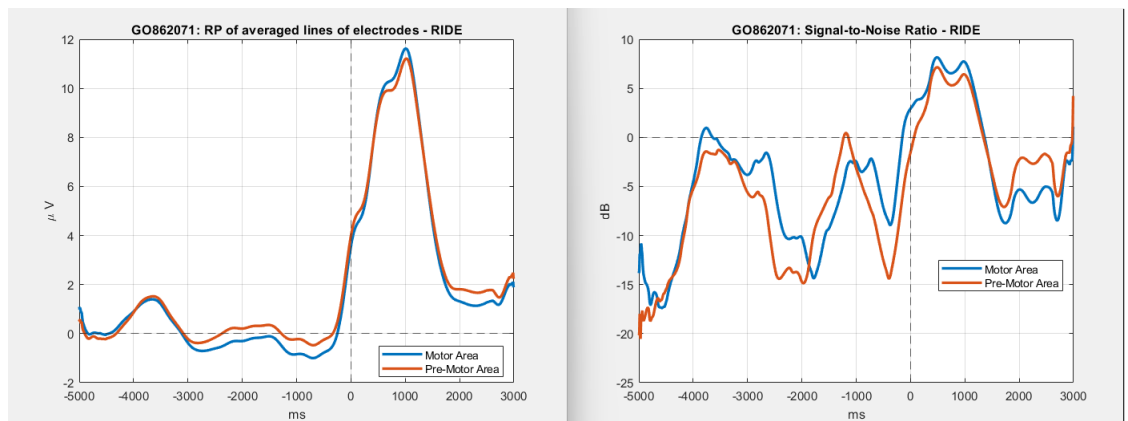 GO862071: RP of averaged lines of electrodes - RIDE
12
10
8
6
4
2
0
-2
μ V
-5000 -4000 -3000 -2000 -1000 0 1000 2000 3000
ms
Motor Area
Pre-Motor Area
GO862071: Signal-to-Noise Ratio - RIDE
10
5
0
-5
-10
-15
-20
-25
dB
-5000 -4000 -3000 -2000 -1000 0 1000 2000 3000
ms
Motor Area
Pre-Motor Area